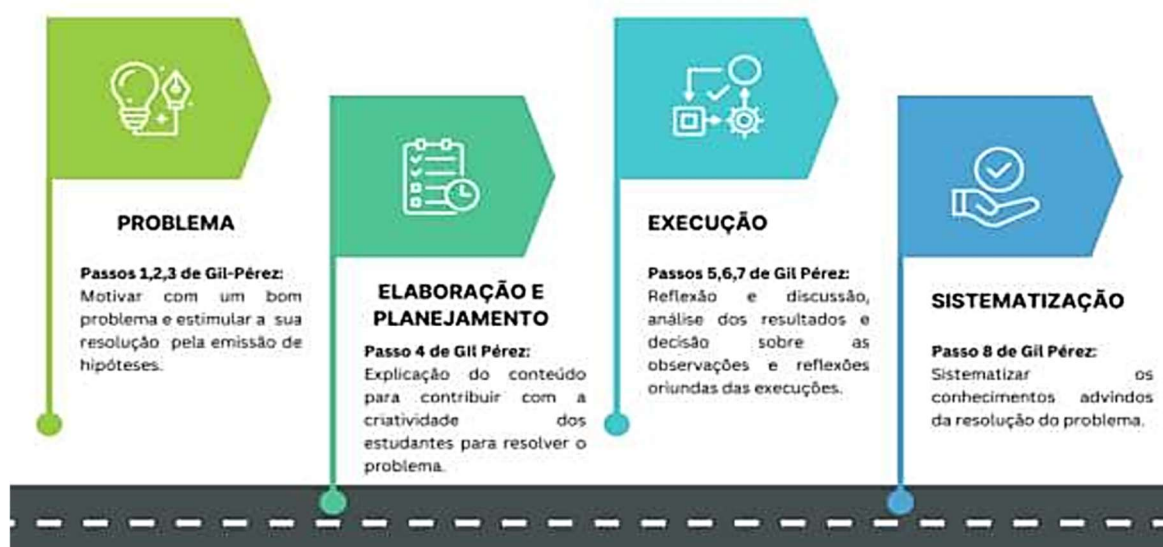 PROBLEMA
Passos 1,2,3 de Gil-Pérez:
Motivar com um bom
problema e estimular a sua
resolução pela emissão de
hipóteses.
ELABORAÇÃO E
PLANEJAMENTO
Passo 4 de Gil Pérez:
Explicação do conteúdo
para contribuir com a
criatividade dos
estudantes para resolver o
problema.
EXECUÇÃO
Passos 5,6,7 de Gil Pérez:
Reflexão e discussão,
análise dos resultados e
decisão sobre as
observações e reflexões
oriundas das execuções.
SISTEMATIZAÇÃO
Passo 8 de Gil Pérez:
Sistematizar os
conhecimentos advindos
da resolução do problema.